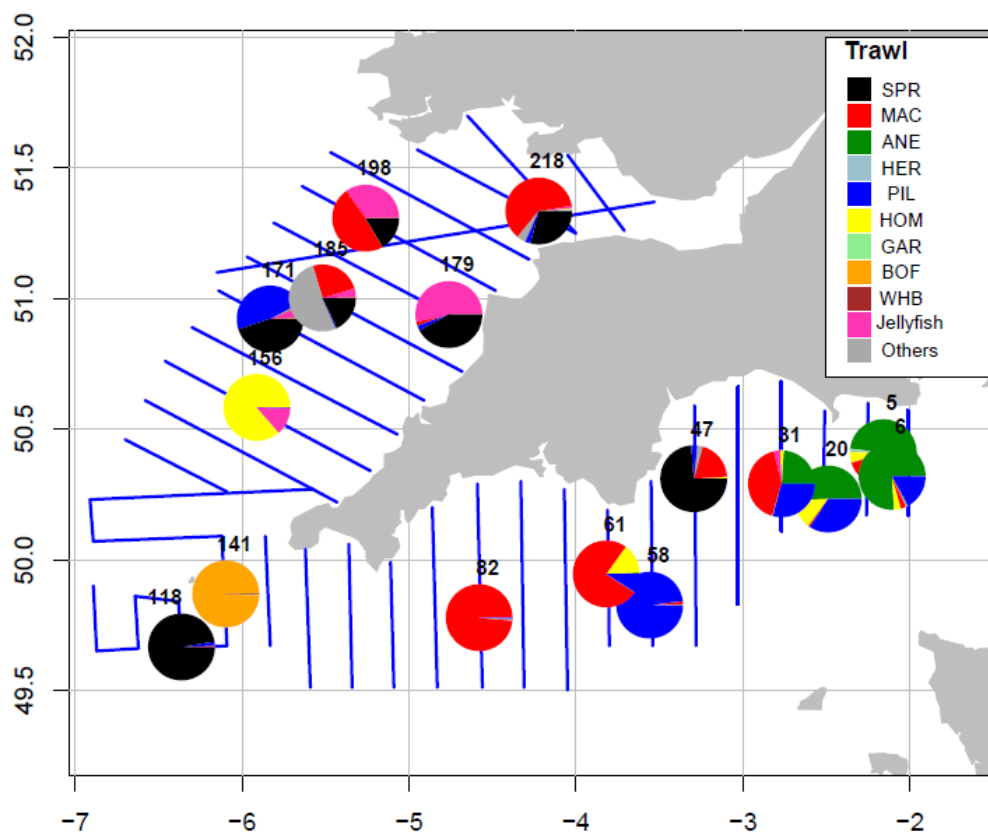 52.0
Trawl
SPR
MAC
ANE
HER
PIL
HOM
GAR
BOF
WHB
Jellyfish
Others
51.5
198
218
185
171
179
51.0
156
50.5
5
6
47
31
20
61
58
50.0
141
82
118
49.5
−7
−6
−5
−4
−3
−2